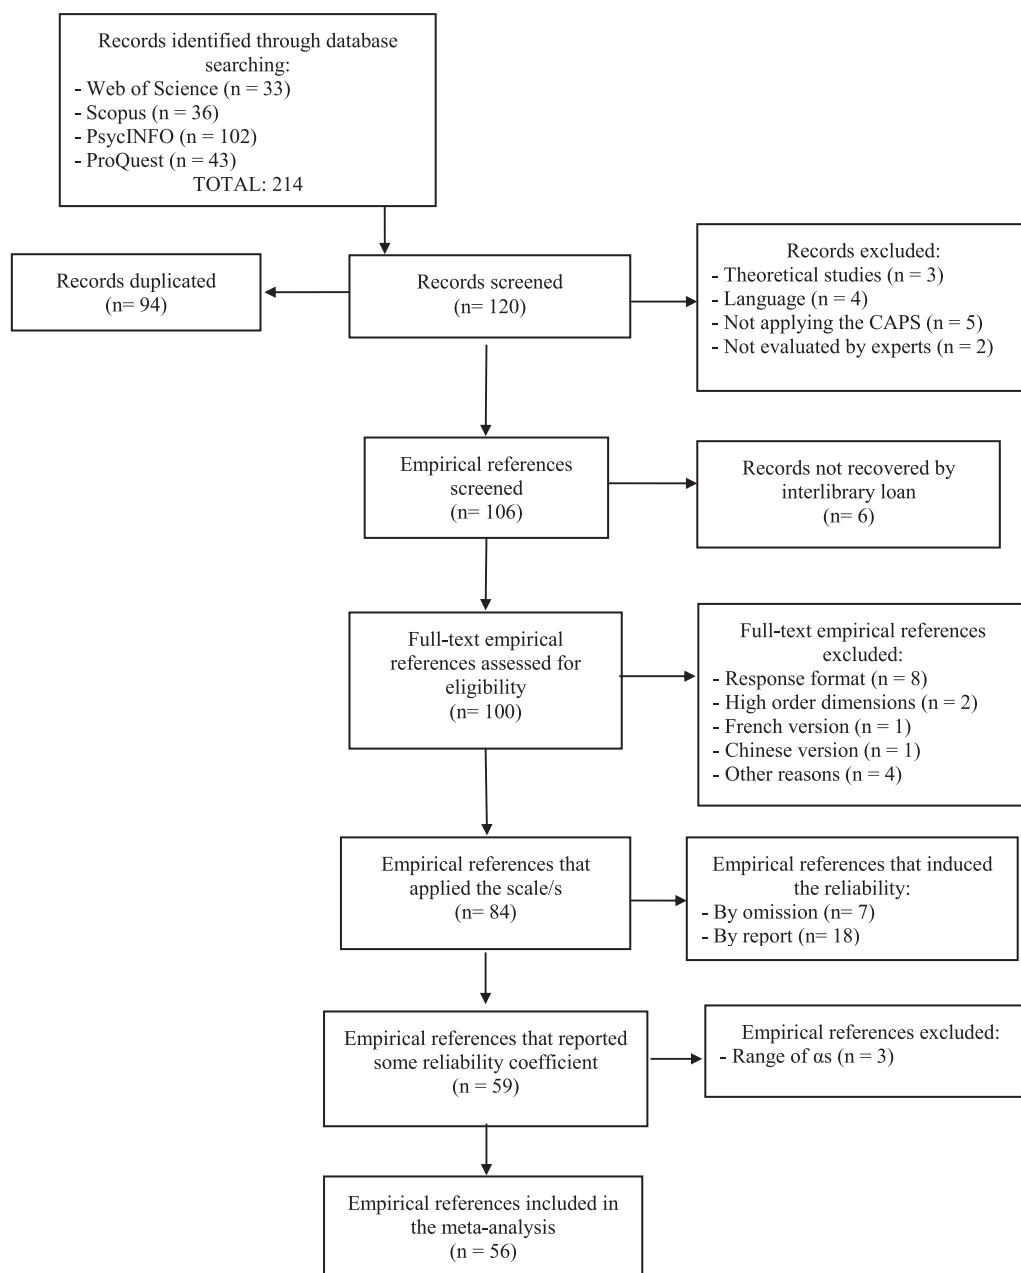 Records identified through database
searching:
- Web of Science (n = 33)
- Scopus (n = 36)
- PsycINFO (n = 102)
- ProQuest (n = 43)
TOTAL: 214
Records duplicated
(n= 94)
Records screened
(n= 120)
Records excluded:
- Theoretical studies (n = 3)
- Language (n = 4)
- Not applying the CAPS (n = 5)
- Not evaluated by experts (n = 2)
Empirical references
screened
(n= 106)
Records not recovered by
interlibrary loan
(n= 6)
Full-text empirical
references assessed for
eligibility
(n= 100)
Full-text empirical references
excluded:
- Response format (n = 8)
- High order dimensions (n = 2)
- French version (n = 1)
- Chinese version (n = 1)
- Other reasons (n = 4)
Empirical references that
applied the scale/s
(n= 84)
Empirical references that induced
the reliability:
- By omission (n= 7)
- By report (n= 18)
Empirical references that reported
some reliability coefficient
(n = 59)
Empirical references excluded:
- Range of αs (n = 3)
Empirical references included in
the meta-analysis
(n = 56)